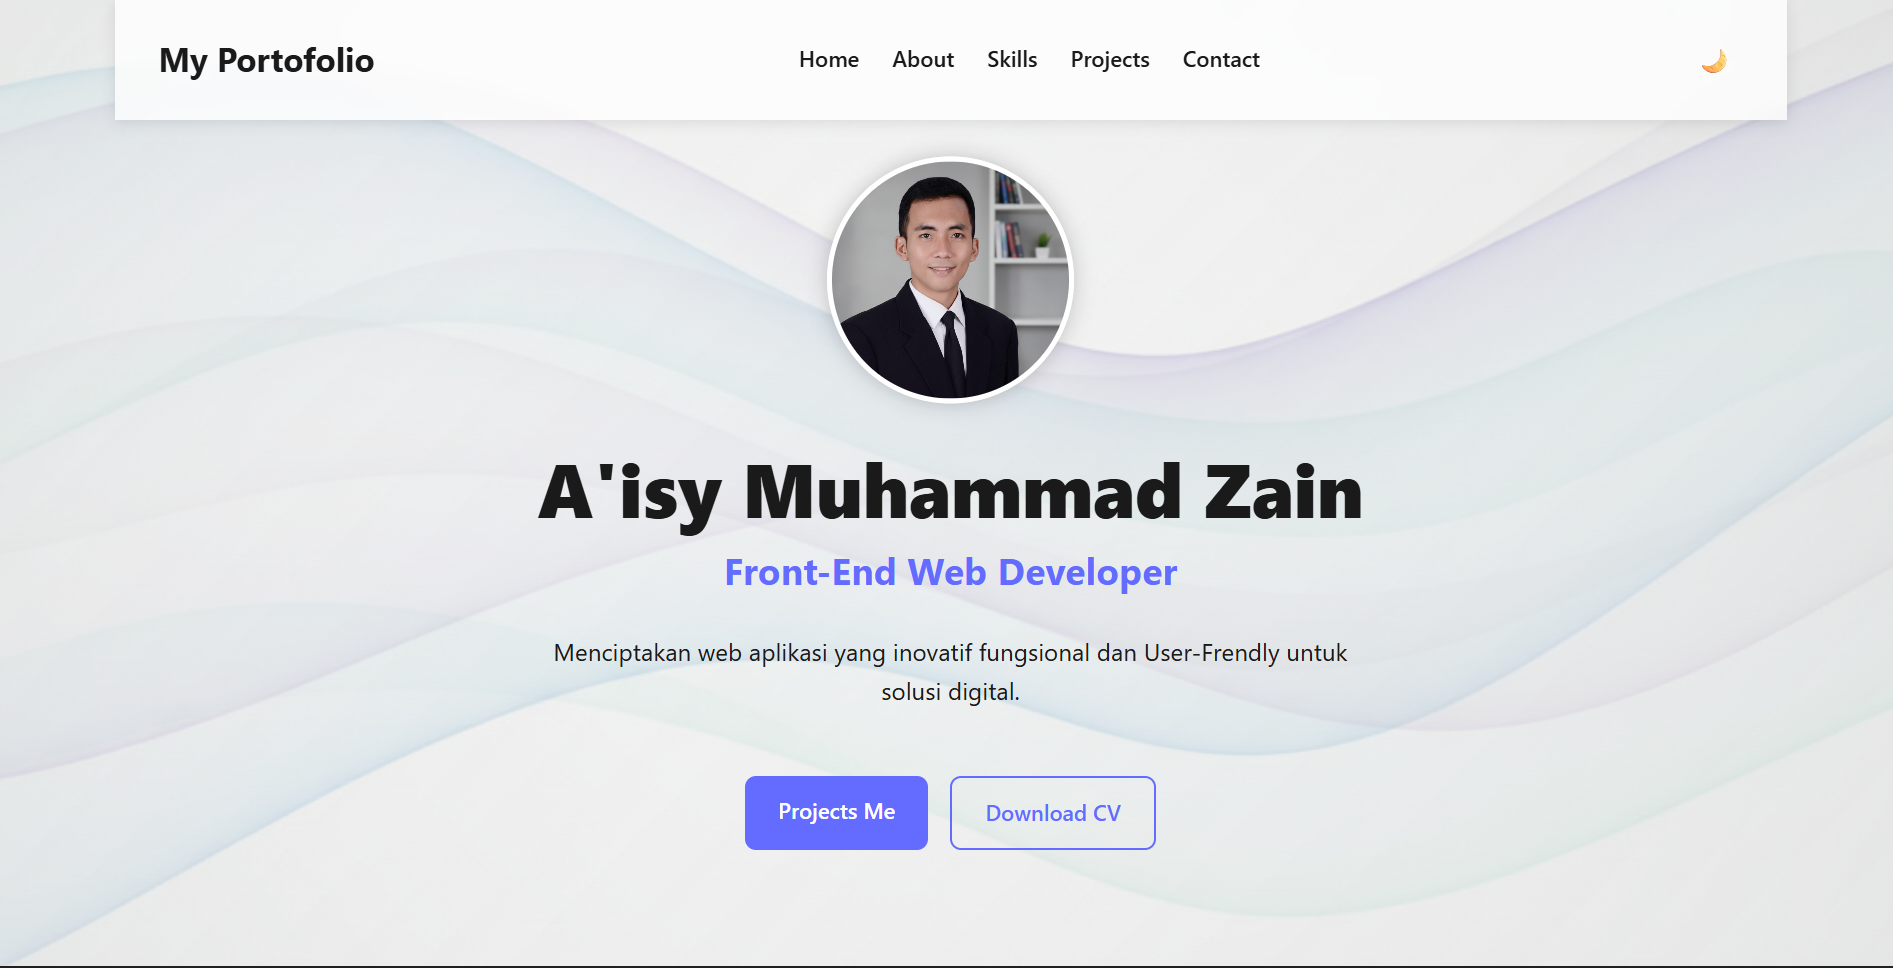 My Portofolio
Home About Skills Projects Contact
A'isy Muhammad Zain
Front-End Web Developer
Menciptakan web aplikasi yang inovatif fungsional dan User-Frendly untuk
solusi digital.
Projects Me
Download CV